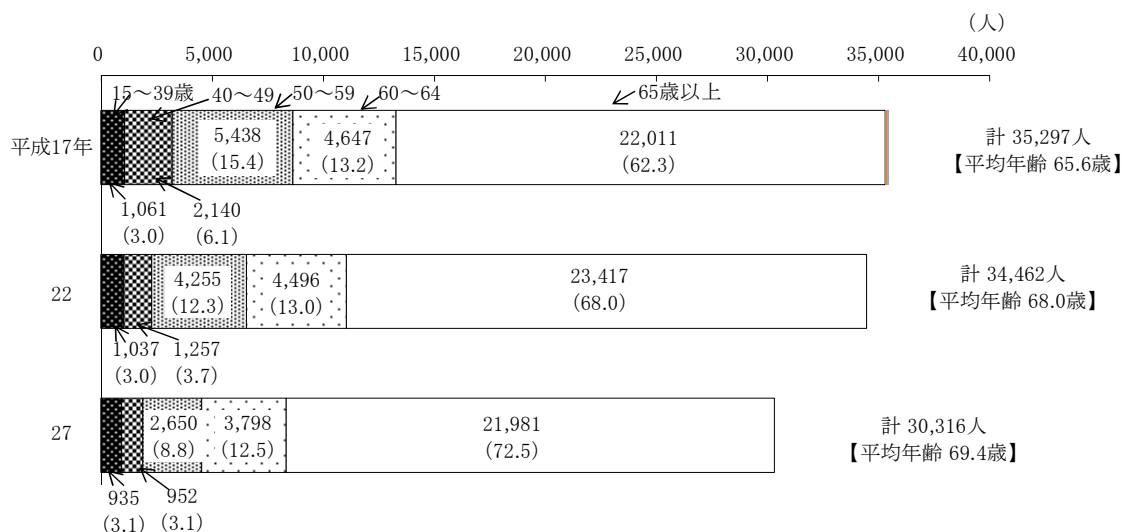 （人）
0 5,000 10,000 15,000 20,000 25,000 30,000 35,000 40,000
15～39歳 40～49 50～59 60～64 65歳以上
平成17年 5,438 4,647 22,011 計 35,297人
(15.4) (13.2) (62.3) 【平均年齢 65.6歳】
1,061 2,140
(3.0) (6.1)
22 4,255 4,496 23,417 計 34,462人
(12.3) (13.0) (68.0) 【平均年齢 68.0歳】
1,037 1,257
(3.0) (3.7)
27 2,650 3,798 21,981 計 30,316人
(8.8) (12.5) (72.5) 【平均年齢 69.4歳】
935 952
(3.1) (3.1)